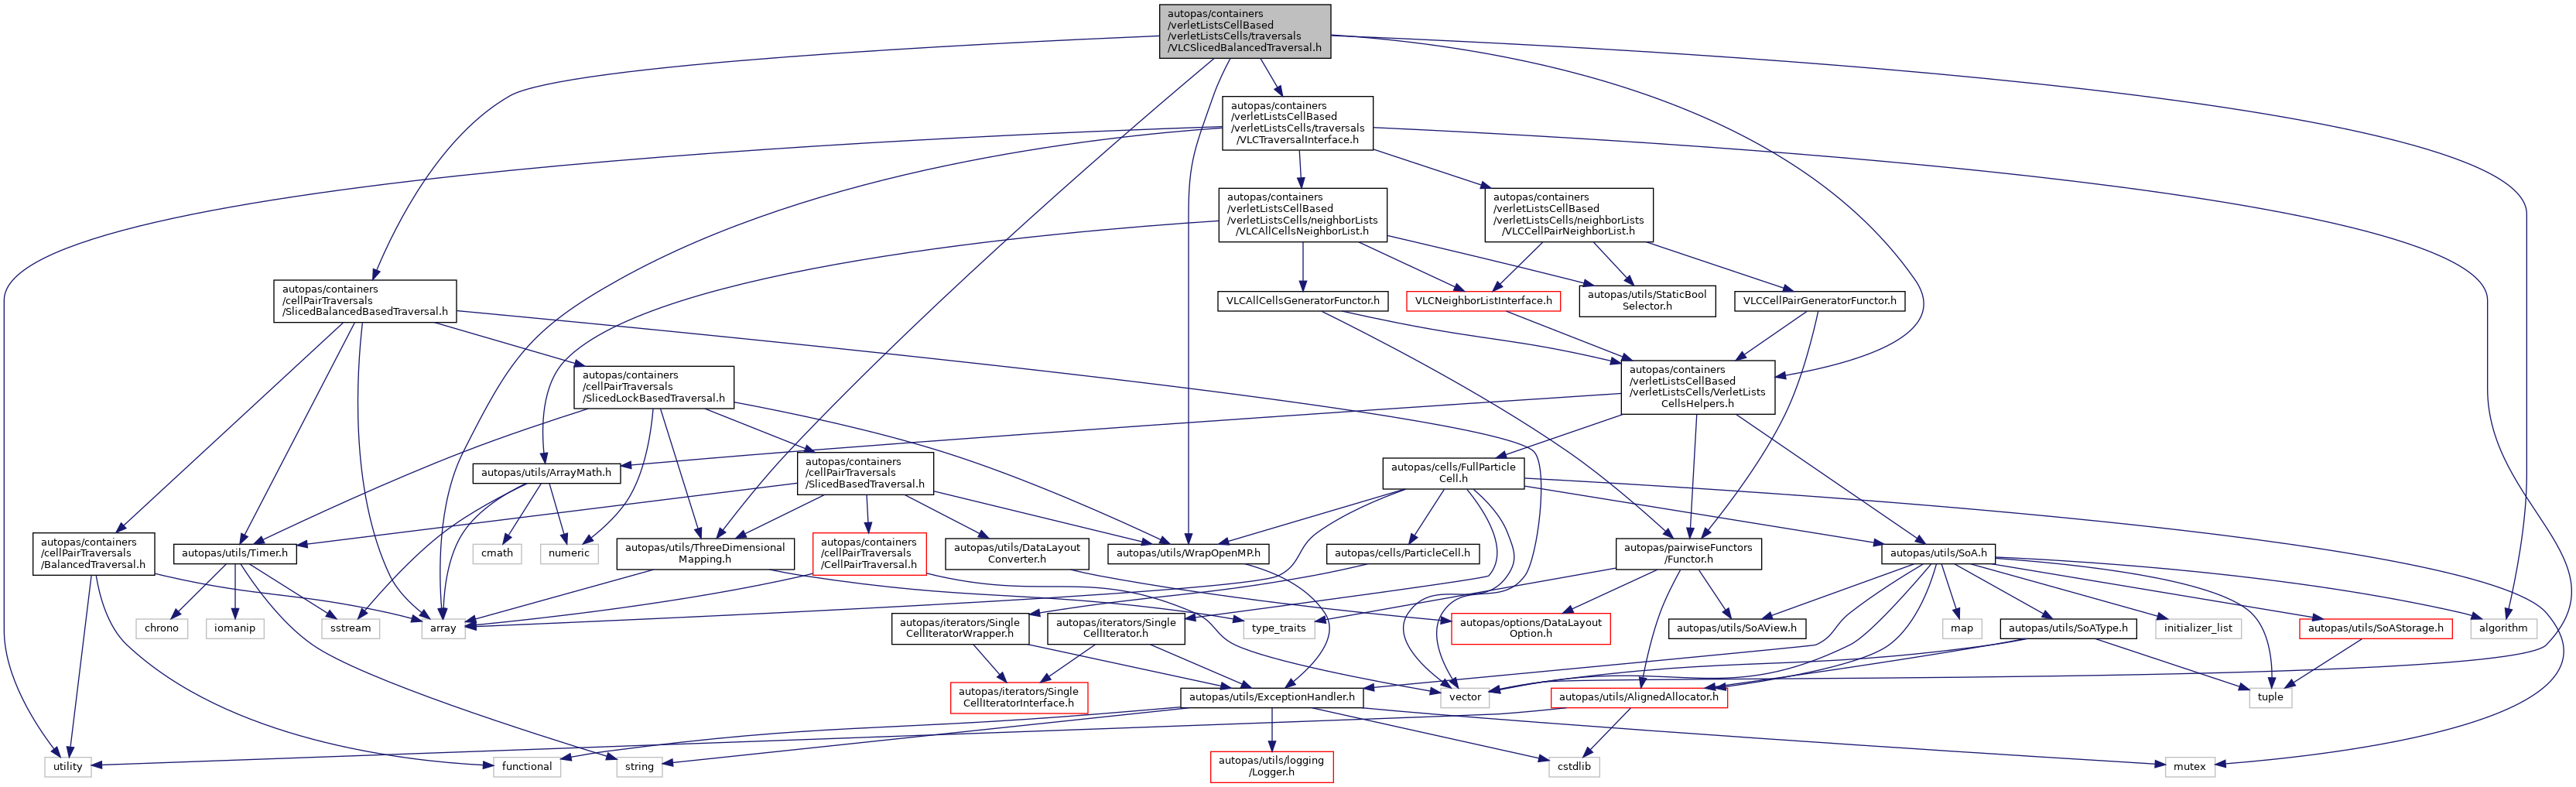 autopas/containers
/verletListsCellBased
/verletListsCells/traversals
/VLCSlicedBalancedTraversal.h
autopas/containers
/verletListsCellBased
/verletListsCells/traversals
/VLCTraversalInterface.h
autopas/containers
/verletListsCellBased
/verletListsCells/neighborLists
/VLCAllCellsNeighborList.h
autopas/containers
/verletListsCellBased
/verletListsCells/neighborLists
/VLCCellPairNeighborList.h
autopas/containers
/cellPairTraversals
/SlicedBalancedBasedTraversal.h
VLCAllCellsGeneratorFunctor.h
VLCNeighborListInterface.h
autopas/utils/StaticBool
Selector.h
VLCCellPairGeneratorFunctor.h
autopas/containers
/cellPairTraversals
/SlicedLockBasedTraversal.h
autopas/containers
/verletListsCellBased
/verletListsCells/VerletLists
CellsHelpers.h
autopas/utils/ArrayMath.h
autopas/containers
/cellPairTraversals
/SlicedBasedTraversal.h
autopas/cells/FullParticle
Cell.h
autopas/containers
/cellPairTraversals
/BalancedTraversal.h
autopas/utils/Timer.h
cmath
numeric
autopas/utils/ThreeDimensional
Mapping.h
autopas/containers
/cellPairTraversals
/CellPairTraversal.h
autopas/utils/DataLayout
Converter.h
autopas/utils/WrapOpenMP.h
autopas/cells/ParticleCell.h
autopas/pairwiseFunctors
/Functor.h
autopas/utils/SoA.h
chrono
iomanip
sstream
array
autopas/iterators/Single
CellIteratorWrapper.h
autopas/iterators/Single
CellIterator.h
type_traits
autopas/options/DataLayout
Option.h
autopas/utils/SoAView.h
map
autopas/utils/SoAType.h
initializer_list
autopas/utils/SoAStorage.h
algorithm
autopas/iterators/Single
CellIteratorInterface.h
autopas/utils/ExceptionHandler.h
vector
autopas/utils/AlignedAllocator.h
tuple
utility
functional
string
autopas/utils/logging
/Logger.h
cstdlib
mutex